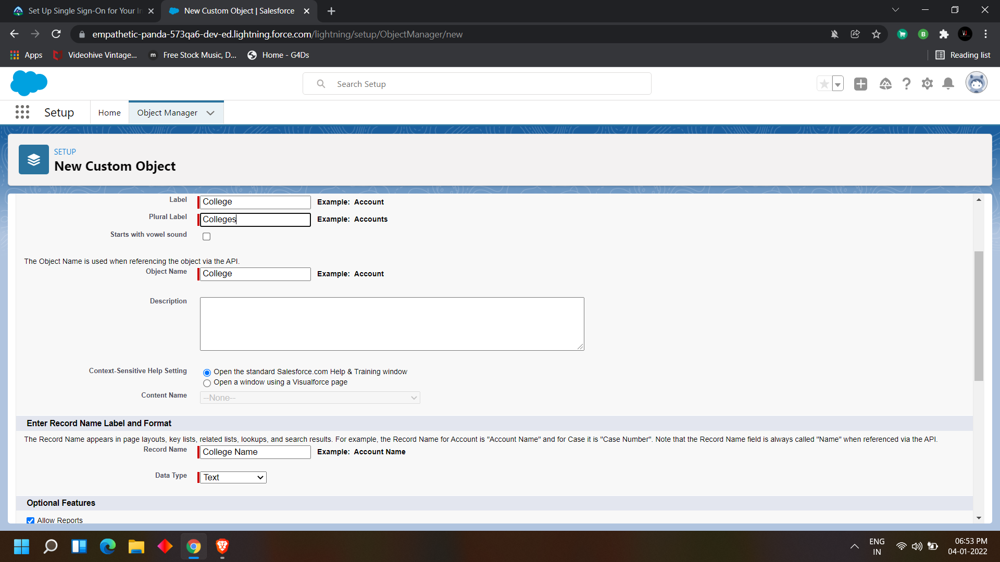 Set Up Single Sign-On for Your In
New Custom Object | Salesforce
empathetic-panda-573qa6-dev-ed.lightning.force.com/lightning/setup/ObjectManager/new
Apps
Videohive Vintage...
m
Free Stock Music, D...
Home - G4Ds
Reading list
Search Setup
Setup
Home
Object Manager
SETUP
New Custom Object
Label College Example: Account
Plural Label Colleges Example: Accounts
Starts with vowel sound
The Object Name is used when referencing the object via the API.
Object Name College Example: Account
Description
Context-Sensitive Help Setting Open the standard Salesforce.com Help & Training window
Open a window using a Visualforce page
Content Name --None--
Enter Record Name Label and Format
The Record Name appears in page layouts, key lists, related lists, lookups, and search results. For example, the Record Name for Account is "Account Name" and for Case it is "Case Number". Note that the Record Name field is always called "Name" when referenced via the API.
Record Name College Name Example: Account Name
Data Type Text
Optional Features
Allow Reports
ENG
IN
06:53 PM
04-01-2022